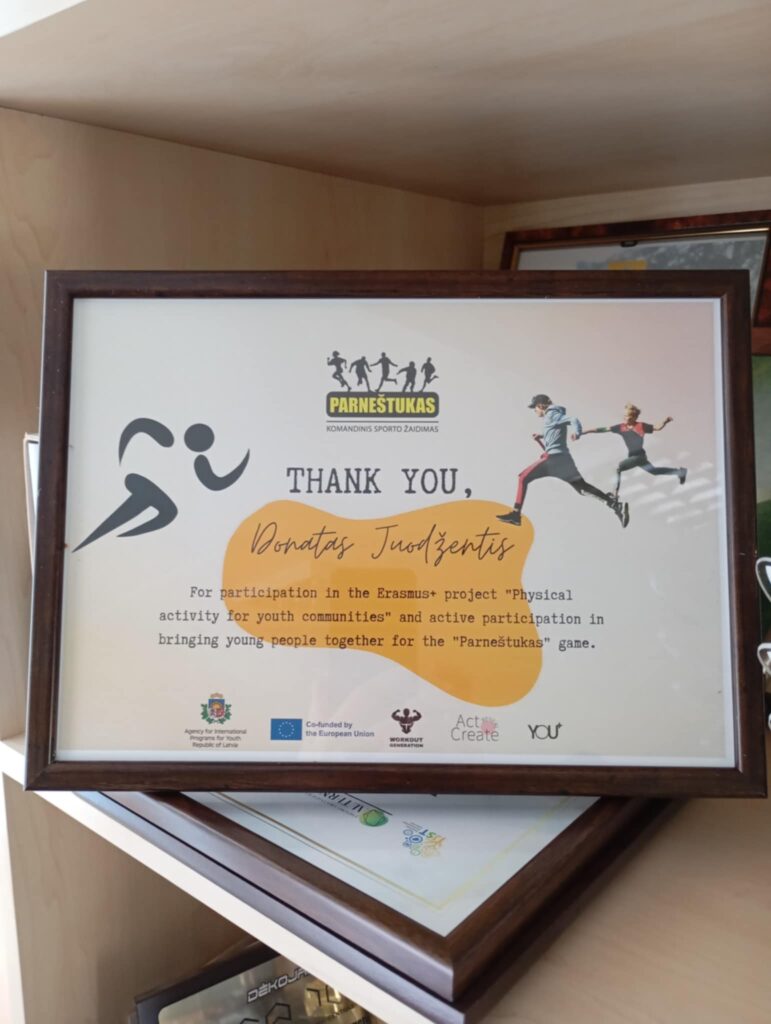 PARNEŠTUKAS
KOMANDINIS SPORTO ŽAIDIMAS
THANK YOU,
Donatas Juodžentis
For participation in the Erasmus+ project "Physical
activity for youth communities" and active participation in
bringing young people together for the "Parneštukas" game.
Agency for International
Programs for Youth
Republic of Latvia
Co-funded by
the European Union
WORKOUT
GENERATION
Act
Create
YOU+